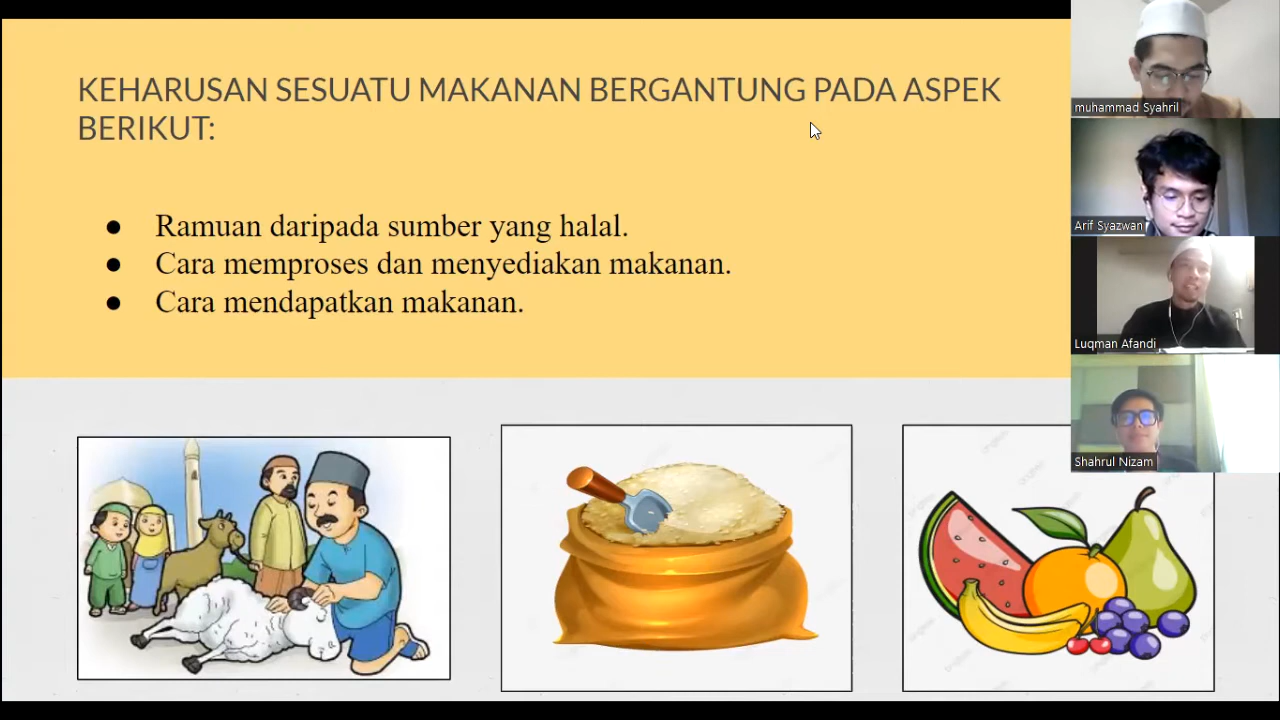 KEHARUSAN SESUATU MAKANAN BERGANTUNG PADA ASPEK
BERIKUT:
● Ramuan daripada sumber yang halal.
● Cara memproses dan menyediakan makanan.
● Cara mendapatkan makanan.
muhammad Syahril
Arif Syazwan
Luqman Afandi
Shahrul Nizam